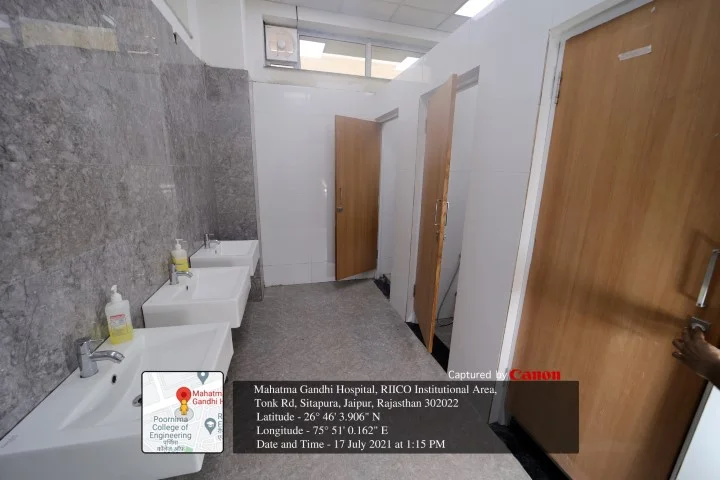 Captured by Canon
Mahatma Gandhi Hospital, RIICO Institutional Area,
Tonk Rd, Sitapura, Jaipur, Rajasthan 302022
Latitude - 26° 46' 3.906" N
Longitude - 75° 51' 0.162" E
Date and Time - 17 July 2021 at 1:15 PM
Mahatm
Gandhi H
Poornima
College of
Engineering